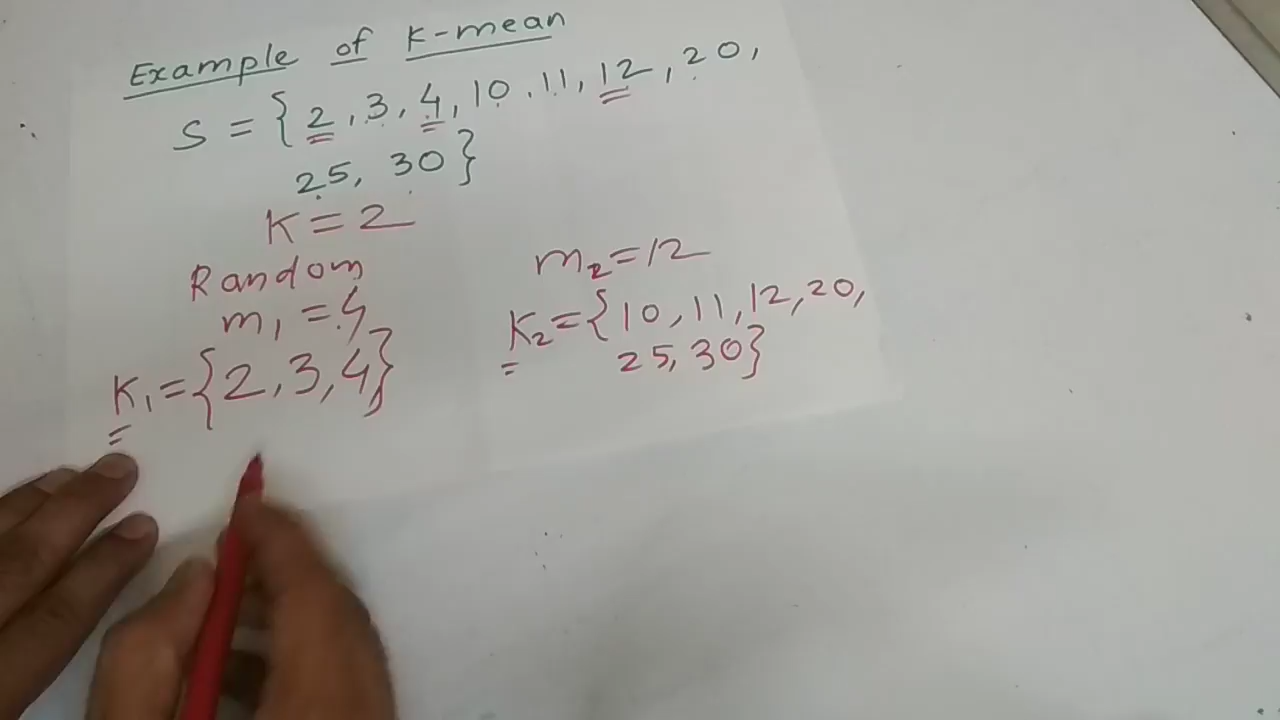 Example of K-mean
S = {2, 3, 4, 10, 11, 12, 20,
25, 30}
K = 2
Random
m₁ = 4
m₂ = 12
K₁ = {2, 3, 4}
K₂ = {10, 11, 12, 20,
25, 30}